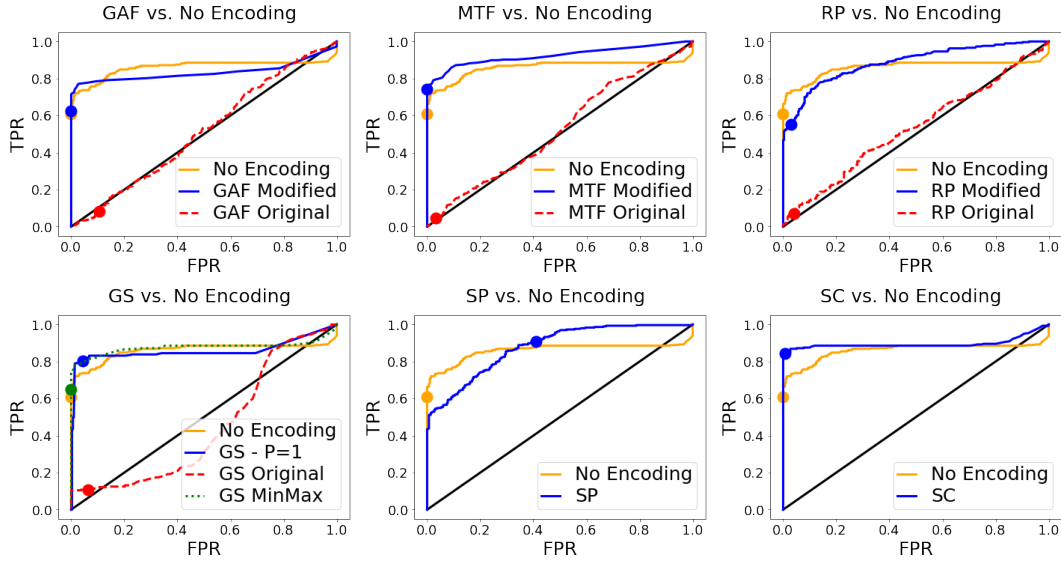 GAF vs. No Encoding
1.0
0.8
0.6
0.4
0.2
0.0
TPR
No Encoding
GAF Modified
GAF Original
0.0 0.2 0.4 0.6 0.8 1.0
FPR
MTF vs. No Encoding
1.0
0.8
0.6
0.4
0.2
0.0
TPR
No Encoding
MTF Modified
MTF Original
0.0 0.2 0.4 0.6 0.8 1.0
FPR
RP vs. No Encoding
1.0
0.8
0.6
0.4
0.2
0.0
TPR
No Encoding
RP Modified
RP Original
0.0 0.2 0.4 0.6 0.8 1.0
FPR
GS vs. No Encoding
1.0
0.8
0.6
0.4
0.2
0.0
TPR
No Encoding
GS - P=1
GS Original
GS MinMax
0.0 0.2 0.4 0.6 0.8 1.0
FPR
SP vs. No Encoding
1.0
0.8
0.6
0.4
0.2
0.0
TPR
No Encoding
SP
0.0 0.2 0.4 0.6 0.8 1.0
FPR
SC vs. No Encoding
1.0
0.8
0.6
0.4
0.2
0.0
TPR
No Encoding
SC
0.0 0.2 0.4 0.6 0.8 1.0
FPR